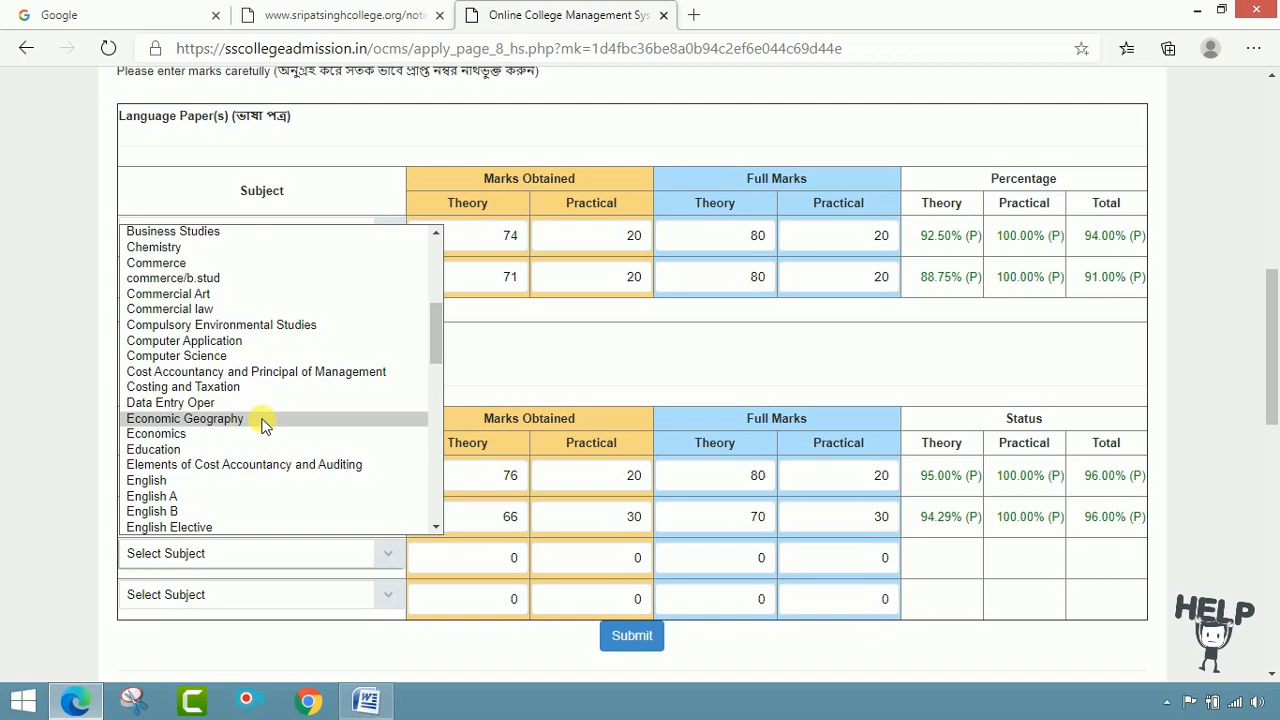 Google
www.sripatsinghcollege.org/noti
Online College Management Sys
https://sscollegeadmission.in/ocms/apply_page_8_hs.php?mk=1d4fbc36be8a0b94c2ef6e044c69d44e
Please enter marks carefully (অনুগ্রহ করে সতর্ক ভাবে প্রাপ্ত নম্বর নথিভুক্ত করুন)
Language Paper(s) (ভাষা পত্র)
Subject
Marks Obtained
Full Marks
Percentage
Theory Practical Theory Practical Theory Practical Total
74 20 80 20 92.50% (P) 100.00% (P) 94.00% (P)
71 20 80 20 88.75% (P) 100.00% (P) 91.00% (P)
Business Studies
Chemistry
Commerce
commerce/b.stud
Commercial Art
Commercial law
Compulsory Environmental Studies
Computer Application
Computer Science
Cost Accountancy and Principal of Management
Costing and Taxation
Data Entry Oper
Economic Geography
Economics
Education
Elements of Cost Accountancy and Auditing
English
English A
English B
English Elective
Marks Obtained Full Marks Status
Theory Practical Theory Practical Theory Practical Total
76 20 80 20 95.00% (P) 100.00% (P) 96.00% (P)
66 30 70 30 94.29% (P) 100.00% (P) 96.00% (P)
Select Subject 0 0 0 0
Select Subject 0 0 0 0
Submit
HELP